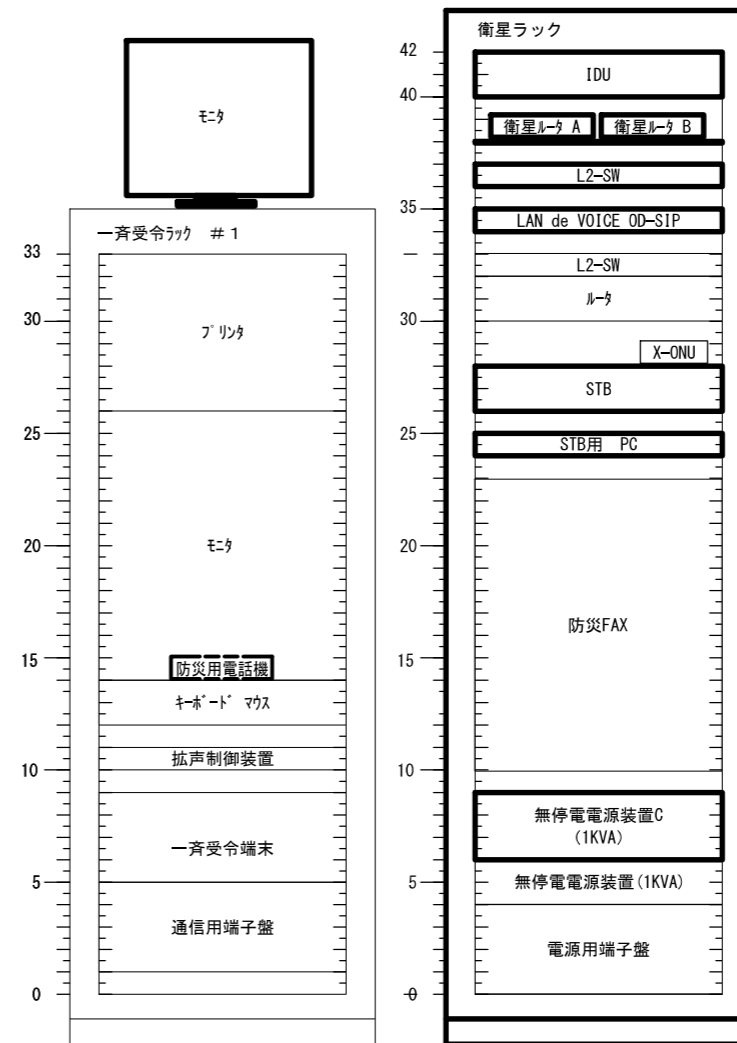 モニタ
一斉受令ラック ＃１
33
プリンタ
30
25
モニタ
20
15
防災用電話機
キーボード マウス
拡声制御装置
10
一斉受令端末
5
通信用端子盤
0
衛星ラック
42
IDU
40
衛星ルータ A
衛星ルータ B
L2-SW
35
LAN de VOICE OD-SIP
L2-SW
ルータ
30
X-ONU
STB
25
STB用 PC
20
防災FAX
15
10
無停電電源装置C
(1KVA)
5
無停電電源装置(1KVA)
電源用端子盤
0